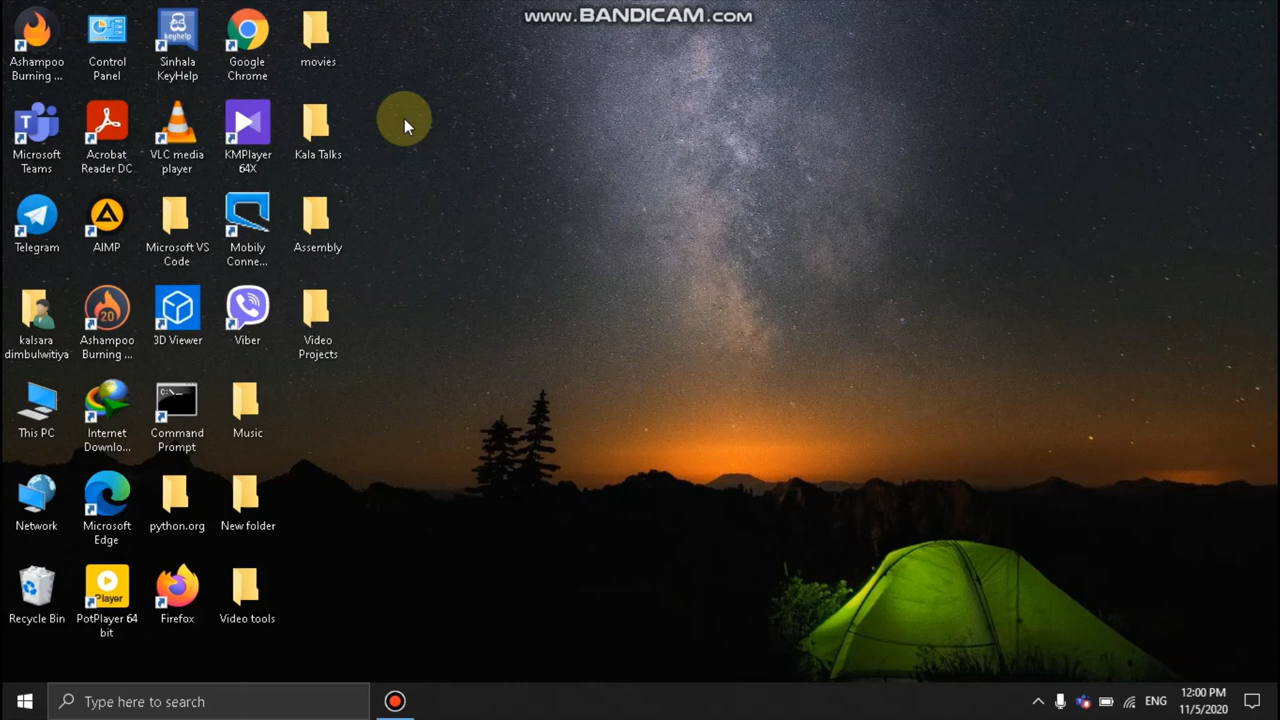 www.BANDICAM.com
Ashampoo
Burning ...
Control
Panel
keyhelp
Sinhala
KeyHelp
Google
Chrome
movies
T
Microsoft
Teams
Acrobat
Reader DC
VLC media
player
KMPlayer
64X
Kala Talks
Telegram
AIMP
Microsoft VS
Code
Mobily
Conne...
Assembly
kalsara
dimbulwitiya
20
Ashampoo
Burning ...
3D Viewer
Viber
Video
Projects
This PC
Internet
Downlo...
C:\_
Command
Prompt
Music
Network
Microsoft
Edge
python.org
New folder
Recycle Bin
Player
PotPlayer 64
bit
Firefox
Video tools
Type here to search
ENG
12:00 PM
11/5/2020